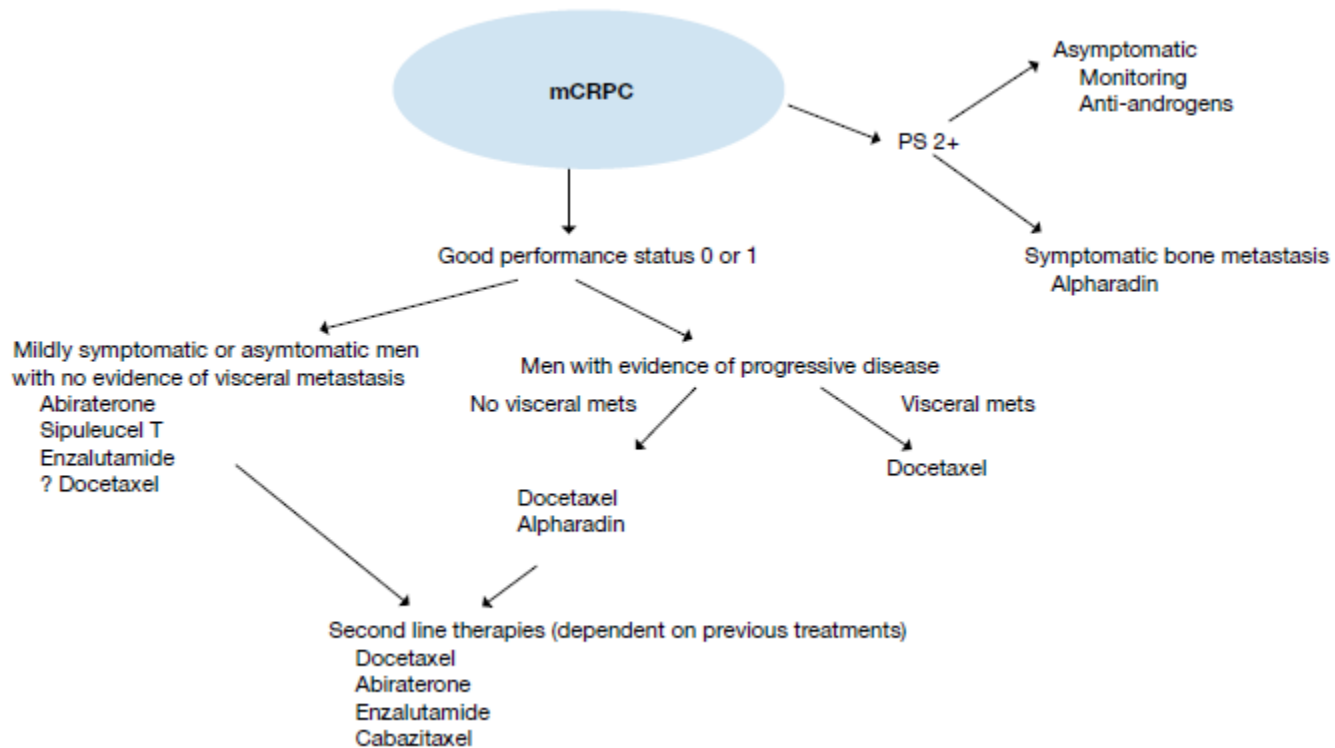 mCRPC
Asymptomatic
Monitoring
Anti-androgens
PS 2+
Good performance status 0 or 1
Symptomatic bone metastasis
Alpharadin
Mildly symptomatic or asymtomatic men
with no evidence of visceral metastasis
Abiraterone
Sipuleucel T
Enzalutamide
? Docetaxel
Men with evidence of progressive disease
No visceral mets
Visceral mets
Docetaxel
Docetaxel
Alpharadin
Second line therapies (dependent on previous treatments)
Docetaxel
Abiraterone
Enzalutamide
Cabazitaxel